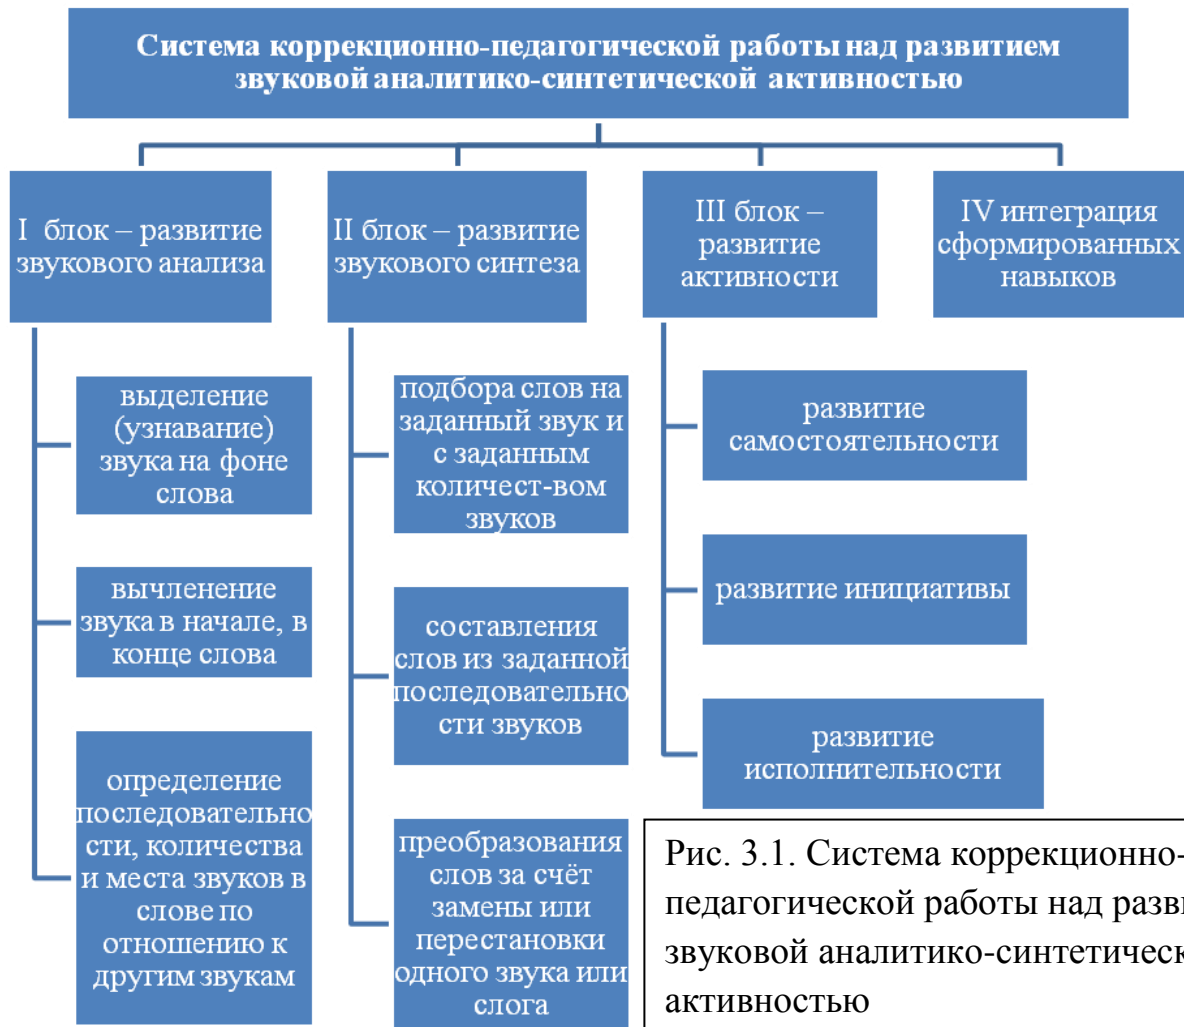 Система коррекционно-педагогической работы над развитием
звуковой аналитико-синтетической активностью
I блок – развитие
звукового анализа
выделение
(узнавание)
звука на фоне
слова
вычленение
звука в начале, в
конце слова
определение
последовательно
сти, количества
и места звуков в
слове по
отношению к
другим звукам
II блок – развитие
звукового синтеза
подбора слов на
заданный звук и
с заданным
количест-вом
звуков
составления
слов из заданной
последовательно
сти звуков
преобразования
слов за счёт
замены или
перестановки
одного звука или
слога
III блок –
развитие
активности
развитие
самостоятельности
развитие инициативы
развитие
исполнительности
IV интеграция
сформированных
навыков
Рис. 3.1. Система коррекционно-
педагогической работы над
звуковой
активностью